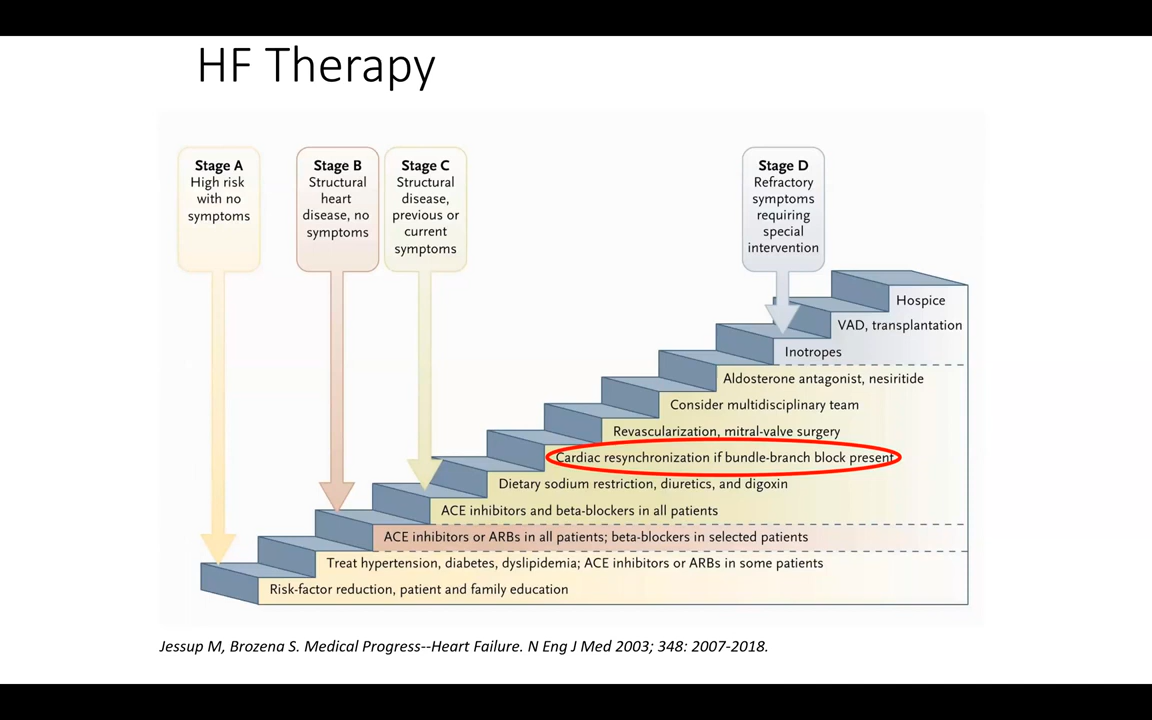 HF Therapy
Stage A
High risk
with no
symptoms
Stage B
Structural
heart
disease, no
symptoms
Stage C
Structural
disease,
previous or
current
symptoms
Stage D
Refractory
symptoms
requiring
special
intervention
Hospice
VAD, transplantation
Inotropes
Aldosterone antagonist, nesiritide
Consider multidisciplinary team
Revascularization, mitral-valve surgery
Cardiac resynchronization if bundle-branch block present
Dietary sodium restriction, diuretics, and digoxin
ACE inhibitors and beta-blockers in all patients
ACE inhibitors or ARBs in all patients; beta-blockers in selected patients
Treat hypertension, diabetes, dyslipidemia; ACE inhibitors or ARBs in some patients
Risk-factor reduction, patient and family education
Jessup M, Brozena S. Medical Progress--Heart Failure. N Eng J Med 2003; 348: 2007-2018.